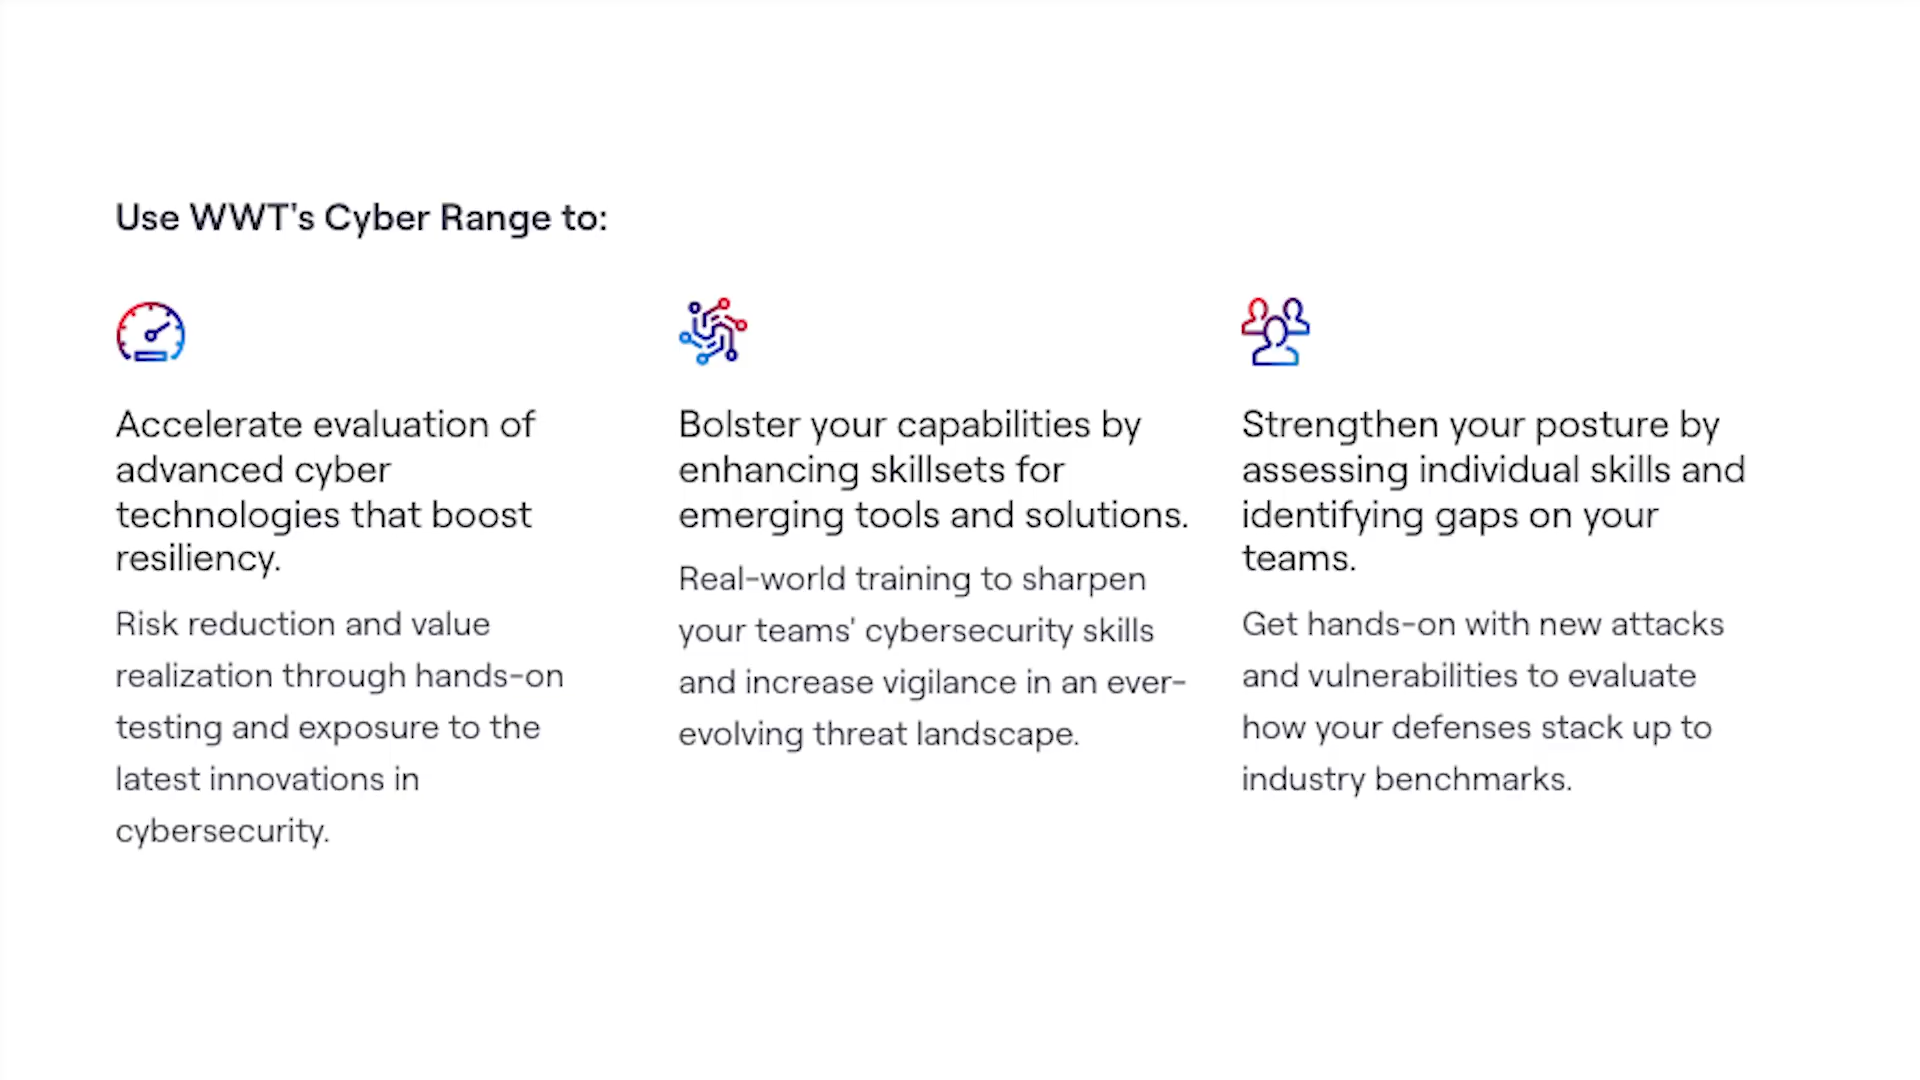 Use WWT's Cyber Range to:
Accelerate evaluation of
advanced cyber
technologies that boost
resiliency.
Risk reduction and value
realization through hands-on
testing and exposure to the
latest innovations in
cybersecurity.
Bolster your capabilities by
enhancing skillsets for
emerging tools and solutions.
Real-world training to sharpen
your teams' cybersecurity skills
and increase vigilance in an ever-
evolving threat landscape.
Strengthen your posture by
assessing individual skills and
identifying gaps on your
teams.
Get hands-on with new attacks
and vulnerabilities to evaluate
how your defenses stack up to
industry benchmarks.